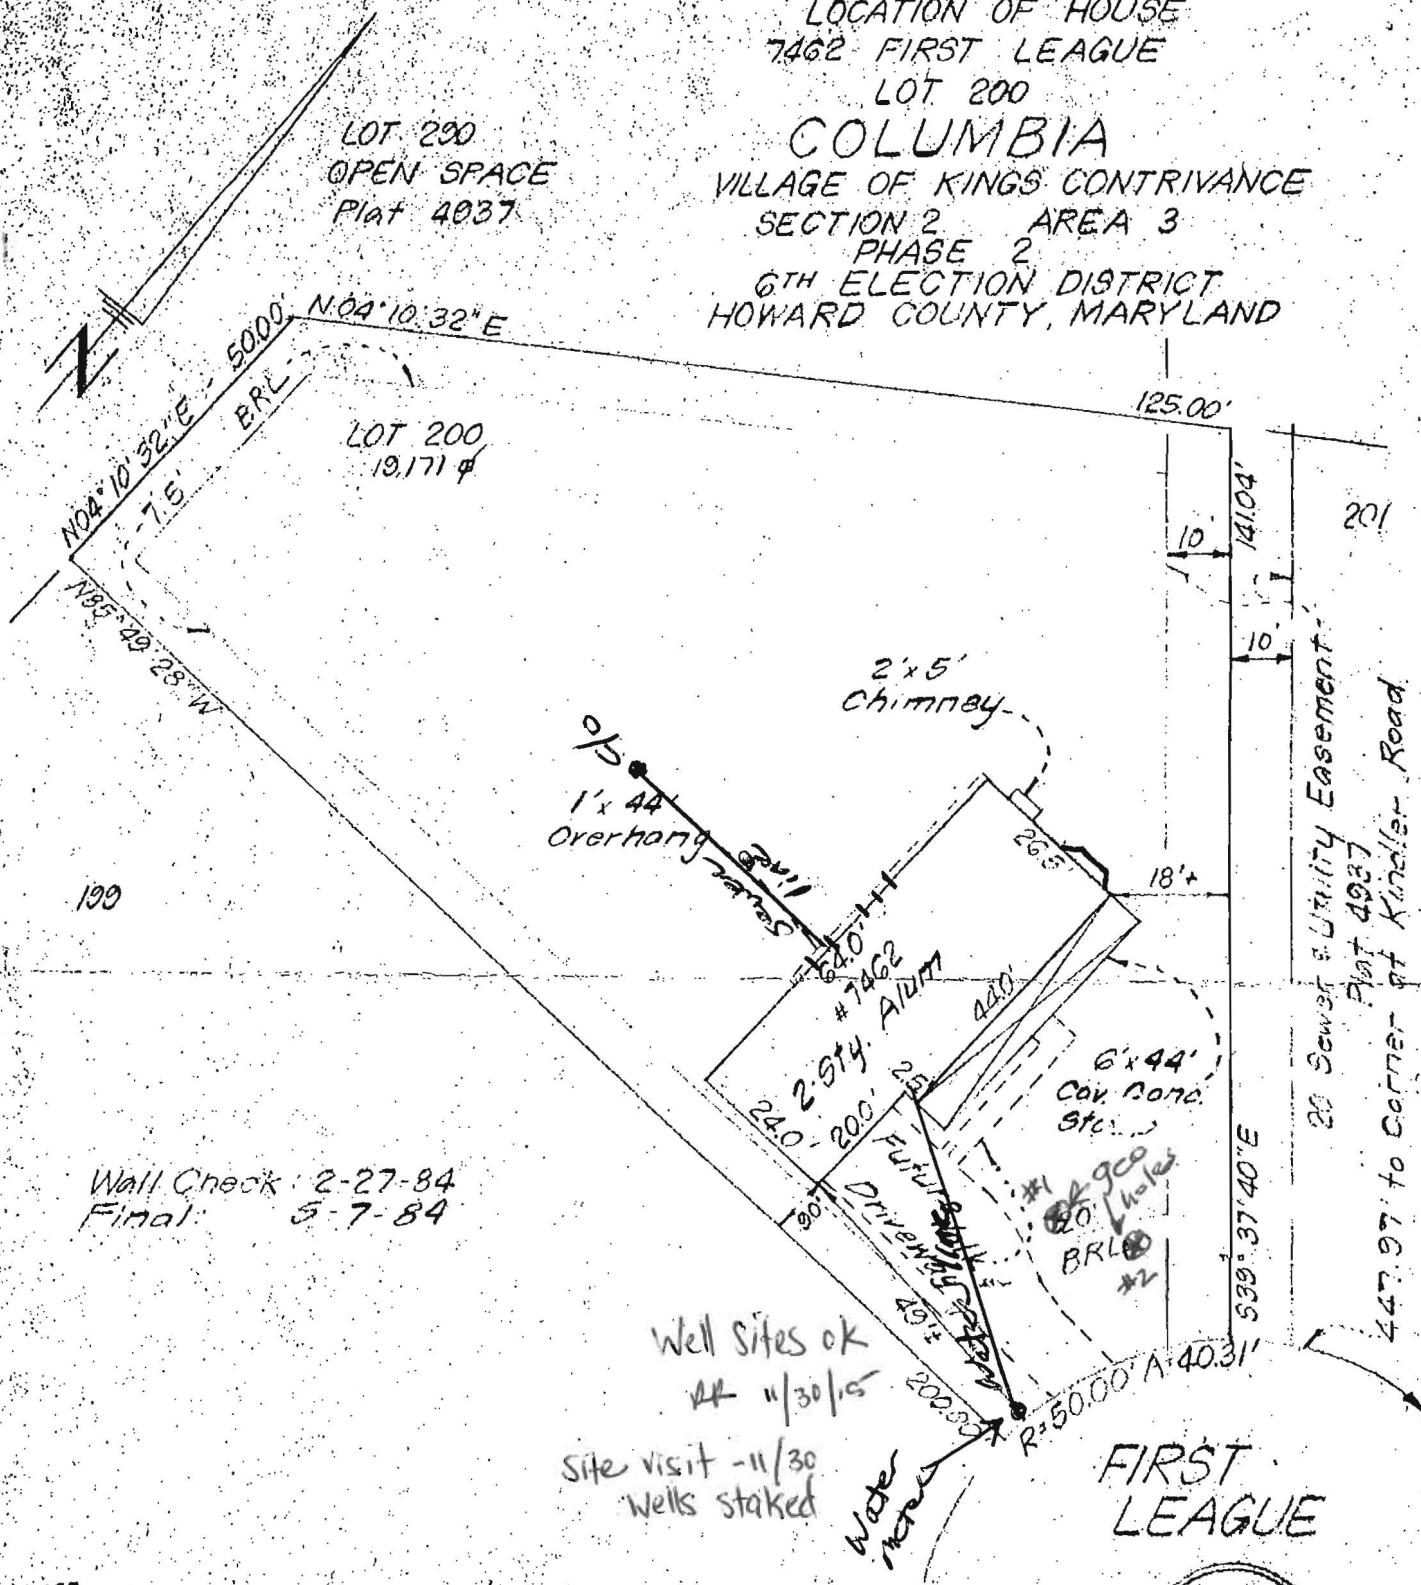 LOCATION OF HOUSE
7462 FIRST LEAGUE
LOT 200
COLUMBIA
VILLAGE OF KINGS CONTRIVANCE
SECTION 2 AREA 3
PHASE 2
6TH ELECTION DISTRICT
HOWARD COUNTY, MARYLAND
LOT 290
OPEN SPACE
Plat 4937
N
N04°10'32"E
50.00'
N04°10'32"E
125.00'
BRL
7.5'
LOT 200
19,171
N85°49'28"W
141.04'
10'
10'
201
2'x5'
Chimney
c/o
1'x44'
Overhang
Sewer line
26.5
18'±
64.0'
#7462
2-Sty. Alum
44.0'
199
20' Sewer & Utility Easement
Plat 4937
447.97' to Corner at Kindler Road
24.0'
20.0'
2.5
6'x44'
Cov. Conc.
Future
Driveway
Water line
Wall Check: 2-27-84
Final: 5-7-84
#1
geo
holes
20'
BRL
#2
S39°37'40"E
49'±
200.00'
R=50.00' A=40.31'
Well Sites ok
RR 11/30/15
Site visit - 11/30
Wells staked
Water
meter
FIRST
LEAGUE